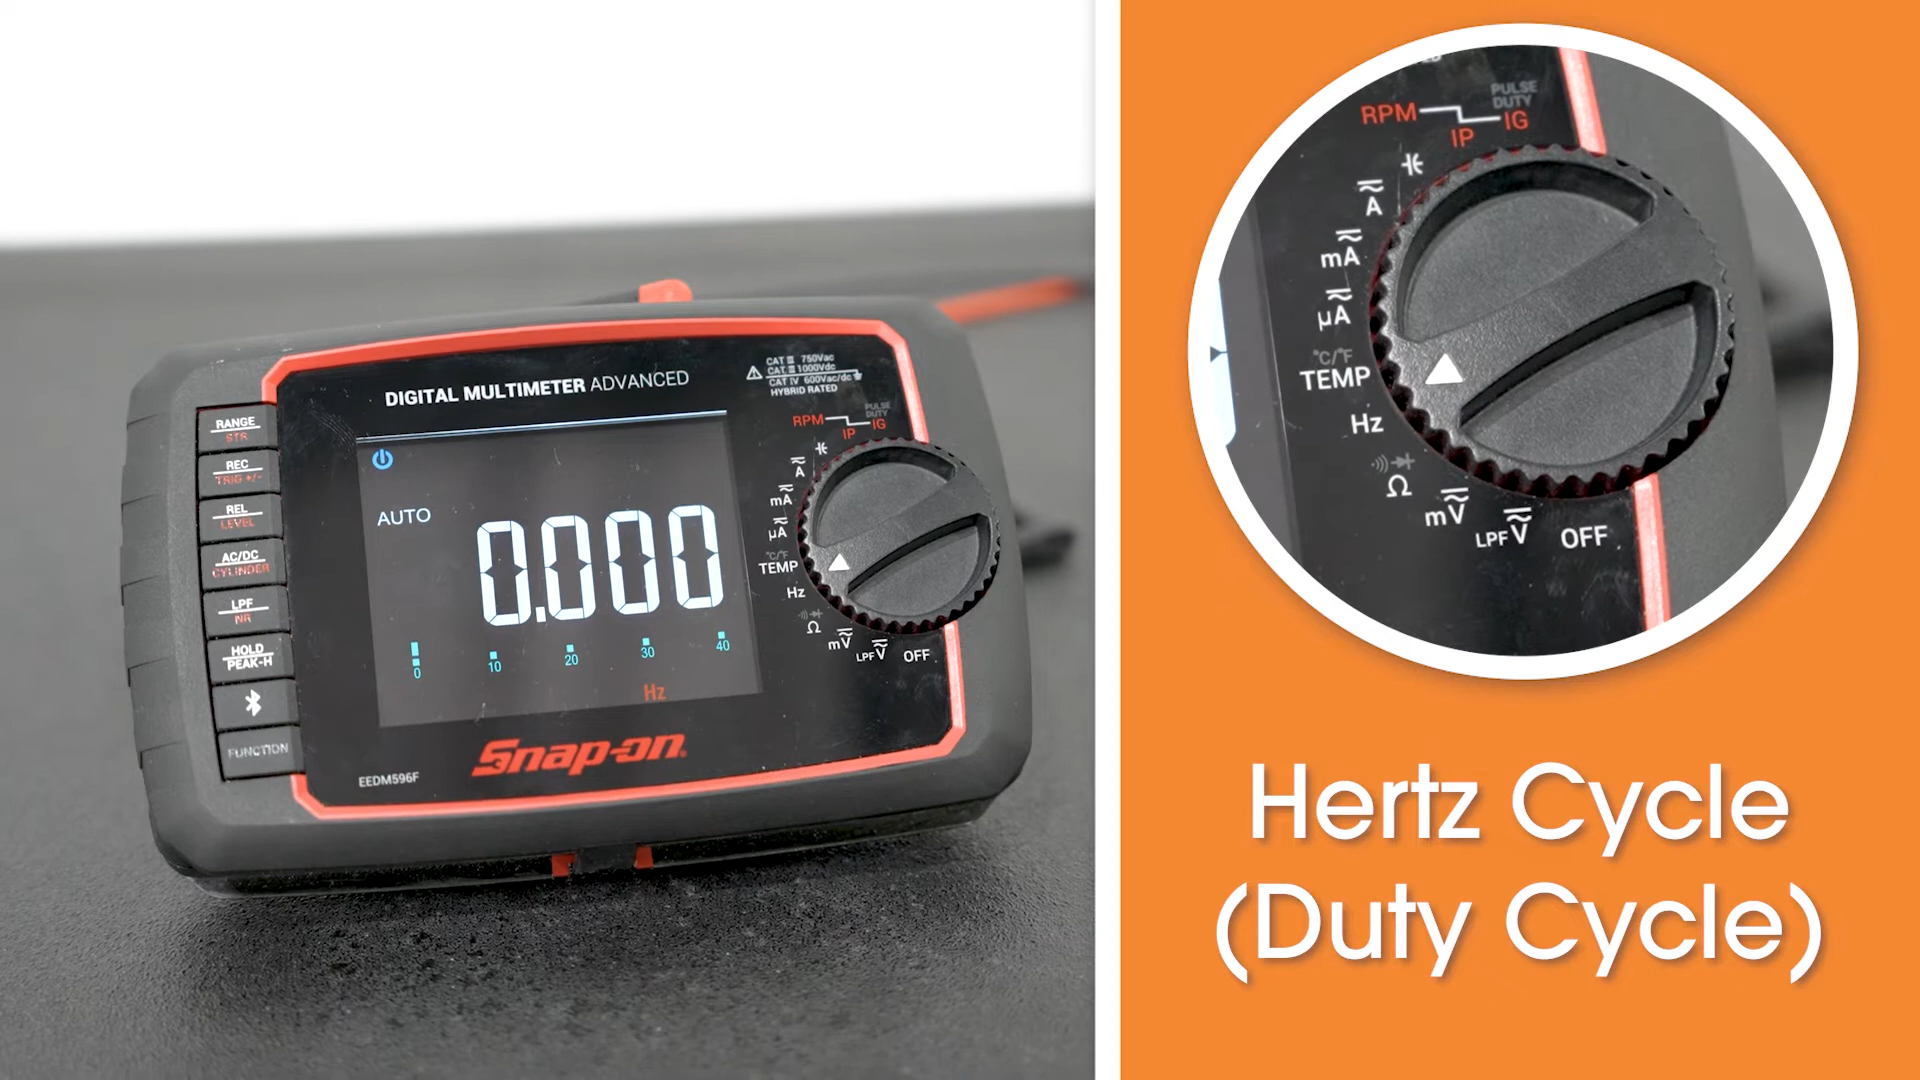 DIGITAL MULTIMETER ADVANCED
CAT III 750Vac
CAT III 1000Vdc
CAT IV 600Vac/dc
HYBRID RATED
RANGE
STR
REC
TRIG +/-
REL
LEVEL
AC/DC
CYLINDER
LPF
NR
HOLD
PEAK-H
FUNCTION
AUTO
0.000
0 10 20 30 40
Hz
Snap-on
EEDM596F
PULSE
DUTY
RPM IP IG
A
mA
µA
°C/°F
TEMP
Hz
Ω
mV
LPF V
OFF
PULSE
DUTY
RPM IP IG
A
mA
µA
°C/°F
TEMP
Hz
Ω
mV
LPF V
OFF
Hertz Cycle
(Duty Cycle)